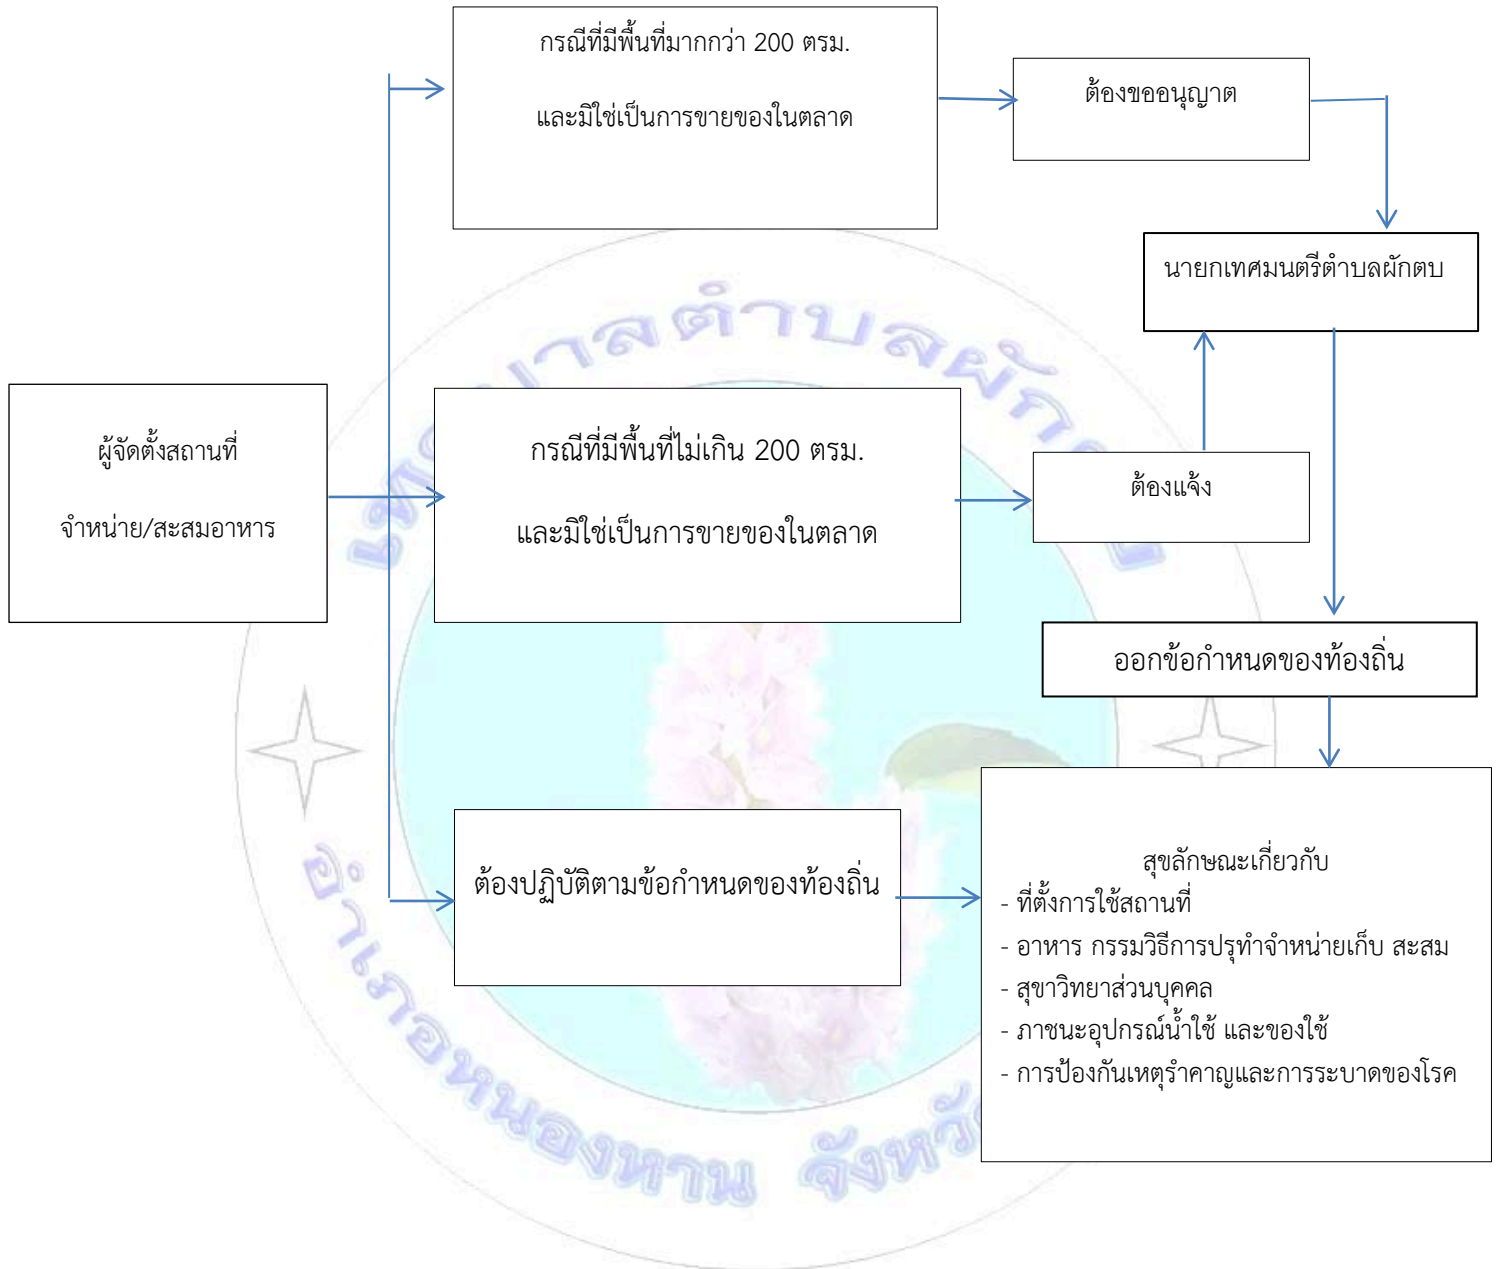 กรณีที่มีพื้นที่มากกว่า 200 ตรม.
และมิใช่เป็นการขายของในตลาด
ต้องขออนุญาต
นายกเทศมนตรีตำบลผักตบ
ผู้จัดตั้งสถานที่
จำหน่าย/สะสมอาหาร
กรณีที่มีพื้นที่ไม่เกิน 200 ตรม.
และมิใช่เป็นการขายของในตลาด
ต้องแจ้ง
ออกข้อกำหนดของท้องถิ่น
ต้องปฏิบัติตามข้อกำหนดของท้องถิ่น
สุขลักษณะเกี่ยวกับ
- ที่ตั้งการใช้สถานที่
- อาหาร กรรมวิธีการปรุทำจำหน่ายเก็บ สะสม
- สุขาวิทยาส่วนบุคคล
- ภาชนะอุปกรณ์น้ำใช้ และของใช้
- การป้องกันเหตุรำคาญและการระบาดของโรค
อำเภอหนองหาน